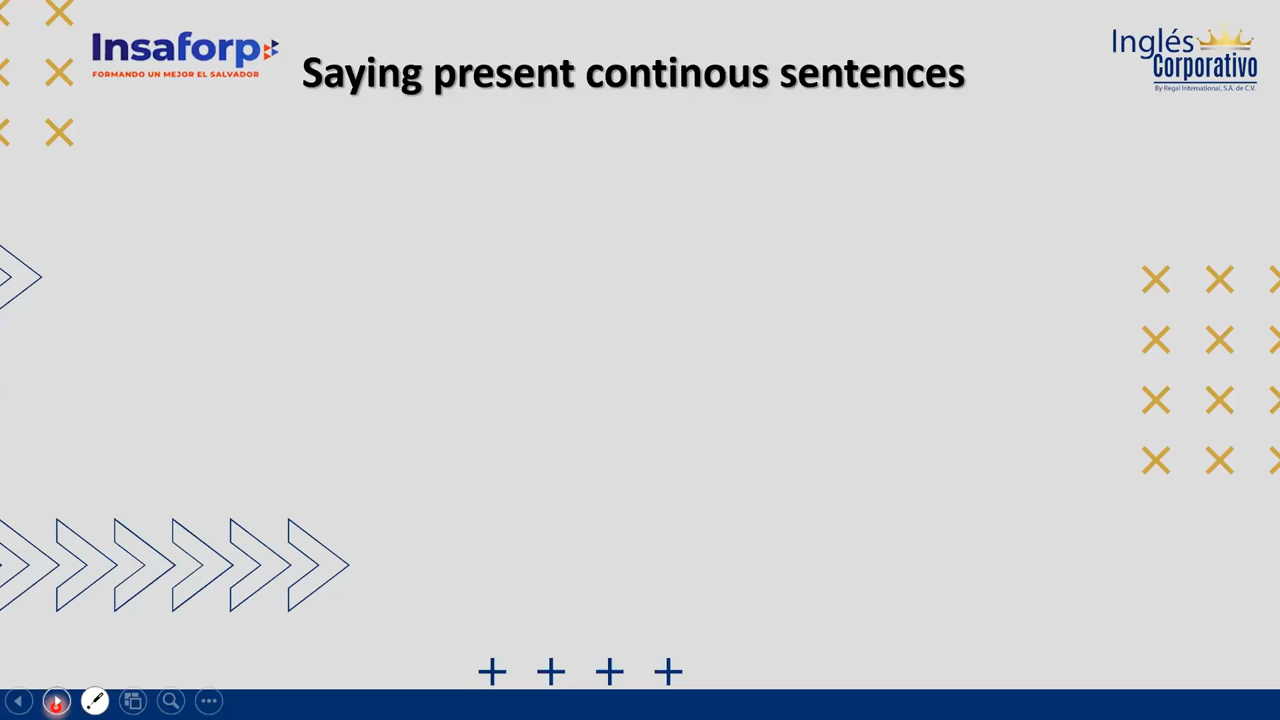 Insaforp
FORMANDO UN MEJOR EL SALVADOR
Saying present continous sentences
Inglés
Corporativo
By Regal International, S.A. de C.V.